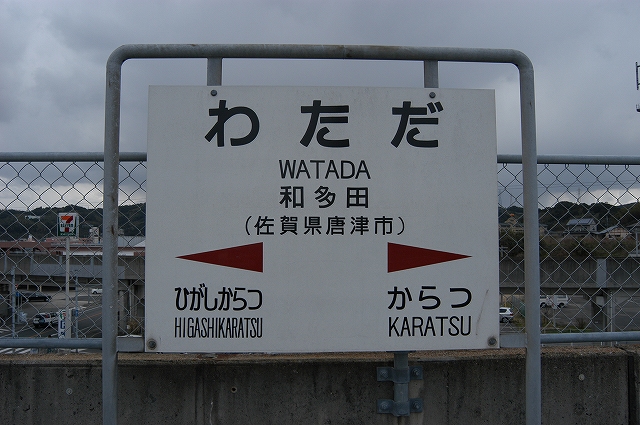 わただ
WATADA
和多田
(佐賀県唐津市)
ひがしからつ からつ
HIGASHIKARATSU KARATSU
7